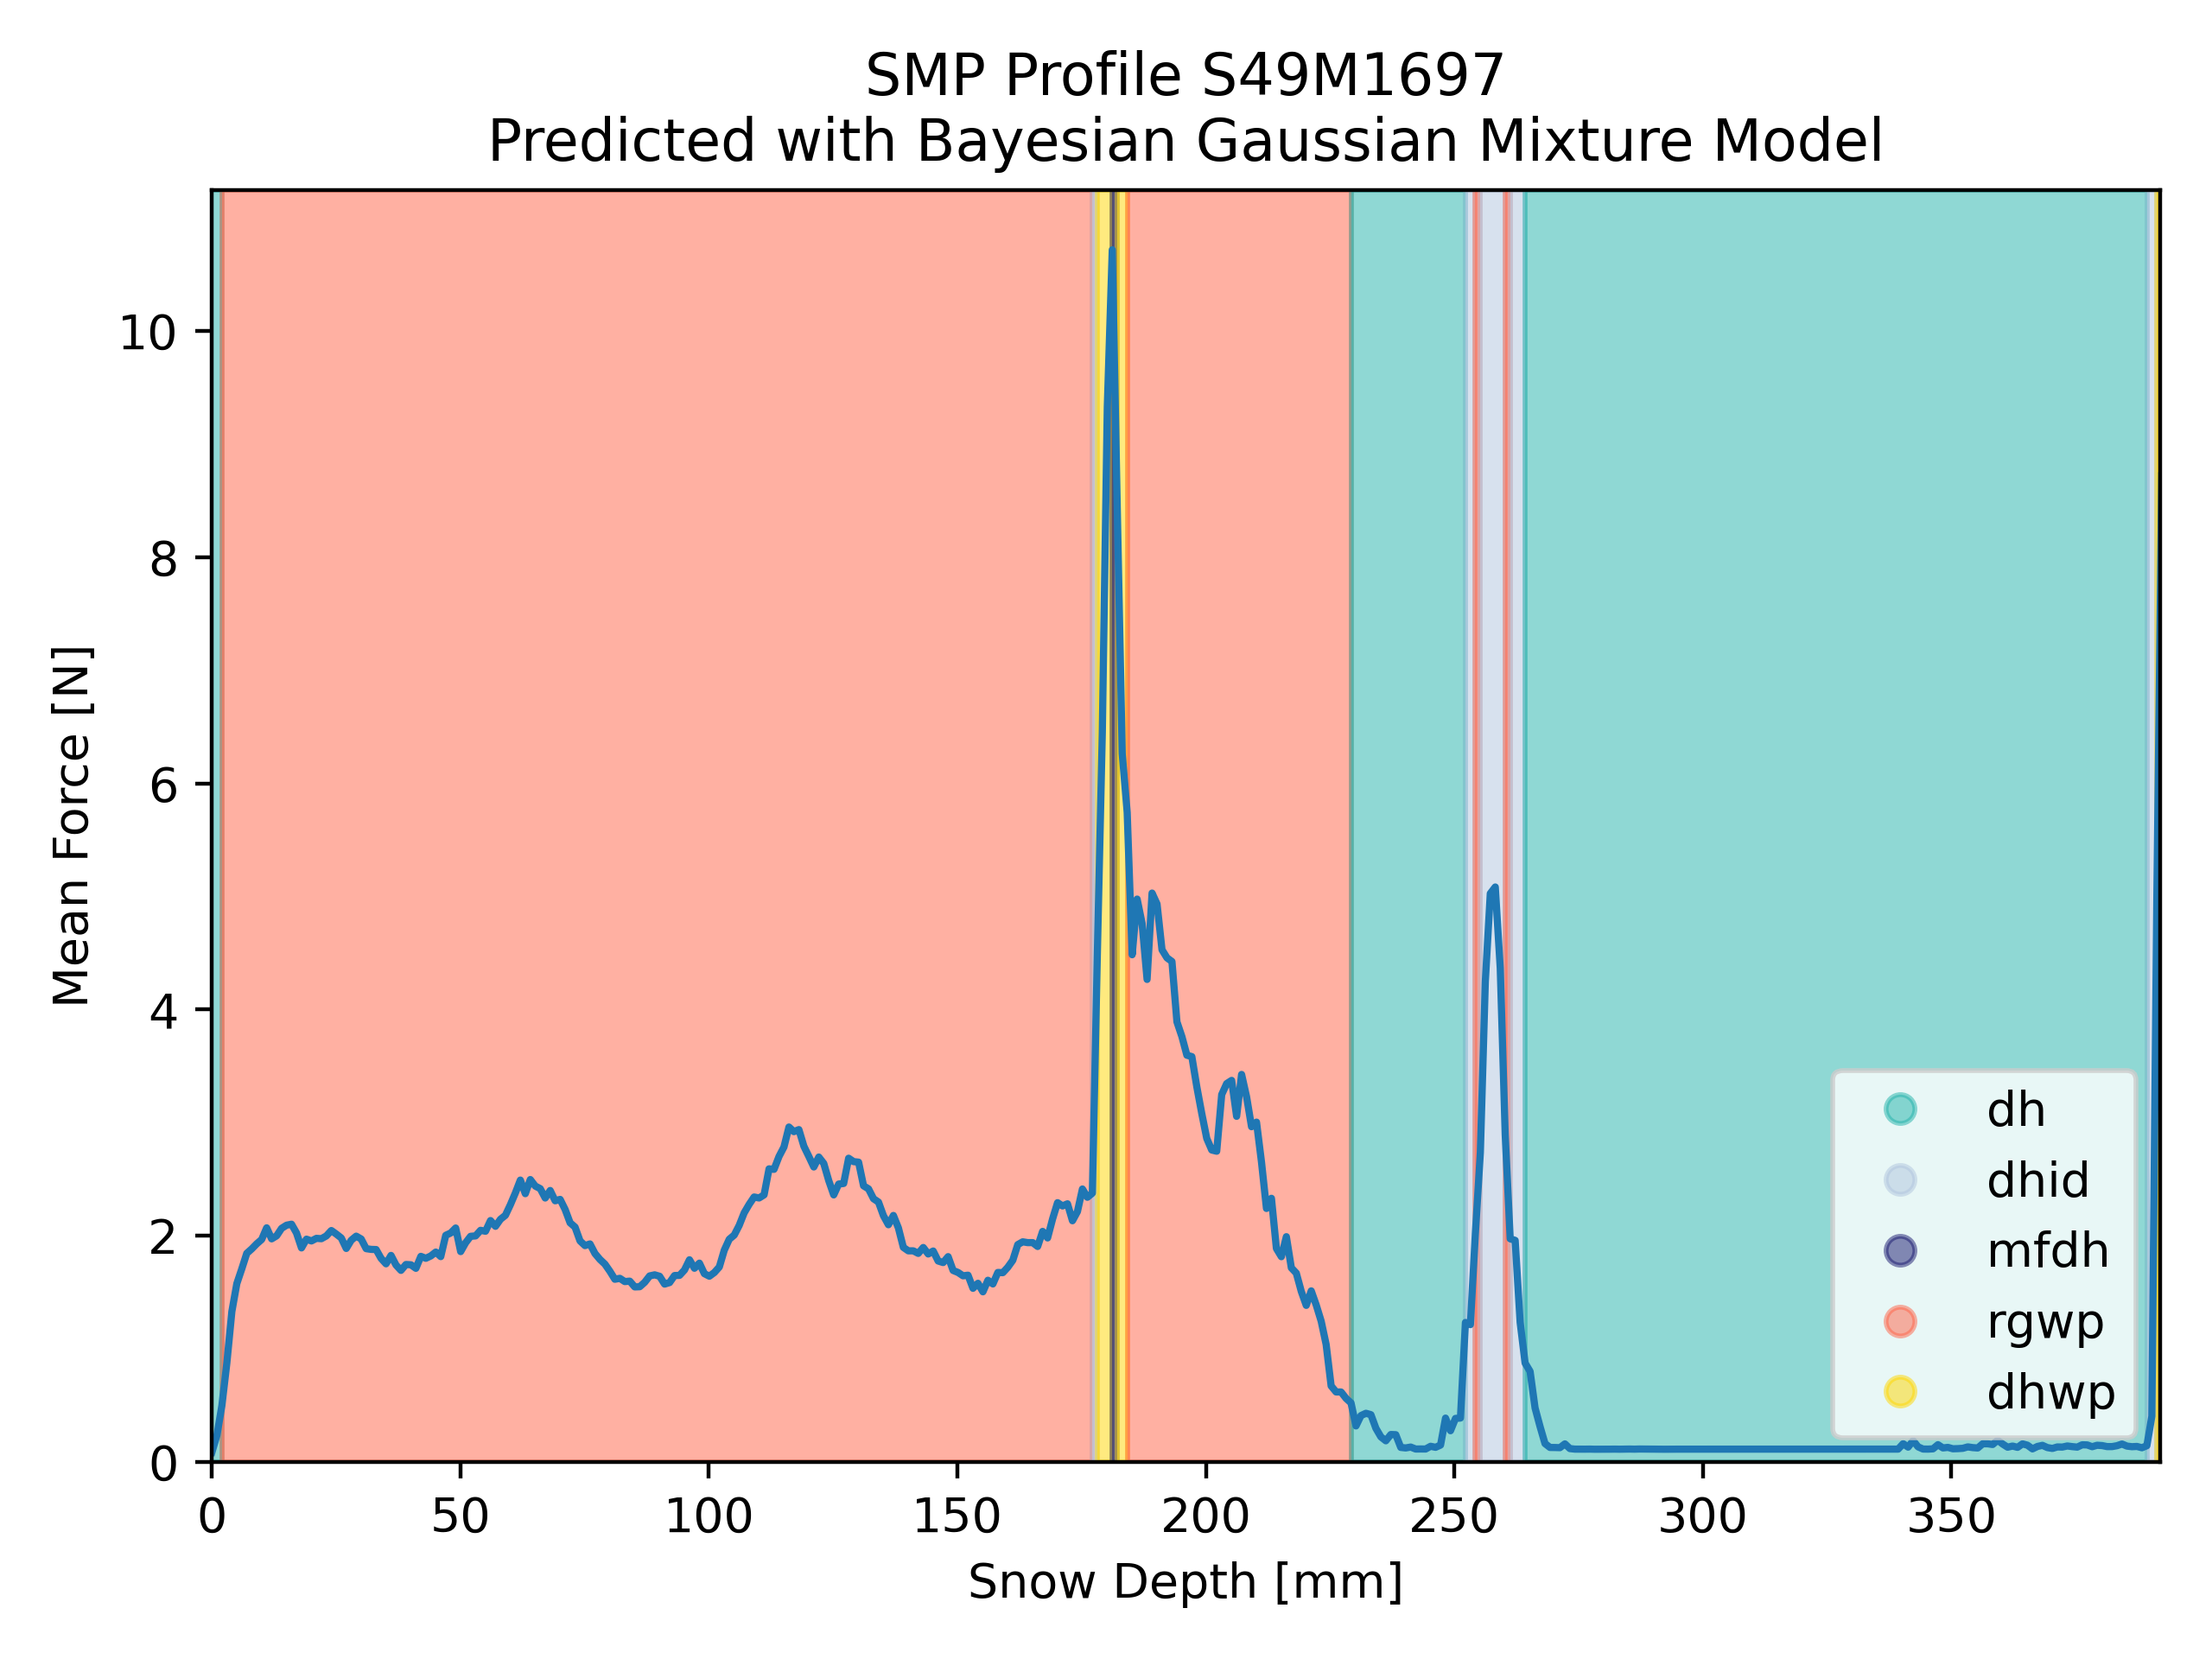 SMP Profile S49M1697
Predicted with Bayesian Gaussian Mixture Model
Mean Force [N]
10
8
6
4
2
0
0 50 100 150 200 250 300 350
Snow Depth [mm]
dh
dhid
mfdh
rgwp
dhwp